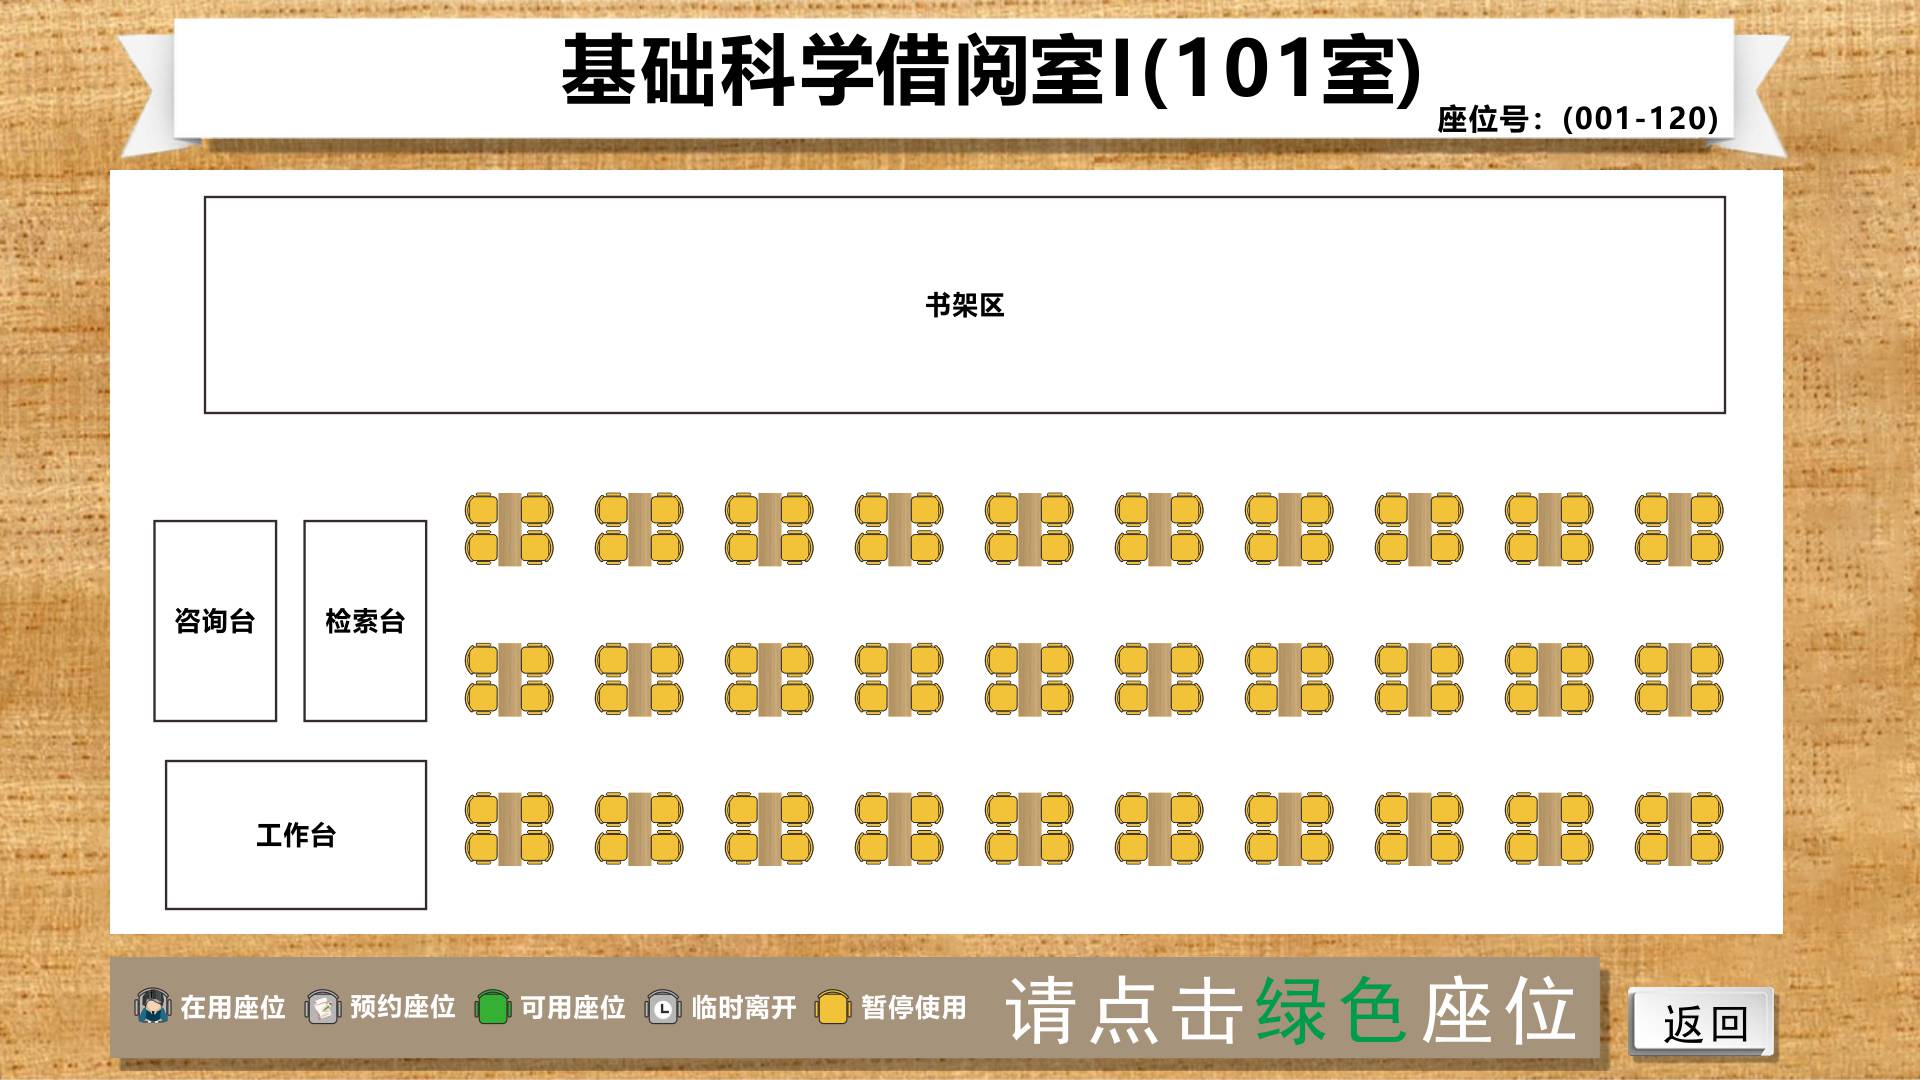 基础科学借阅室I(101室)
座位号：(001-120)
书架区
咨询台
检索台
工作台
在用座位
预约座位
可用座位
临时离开
暂停使用
请点击绿色座位
返回